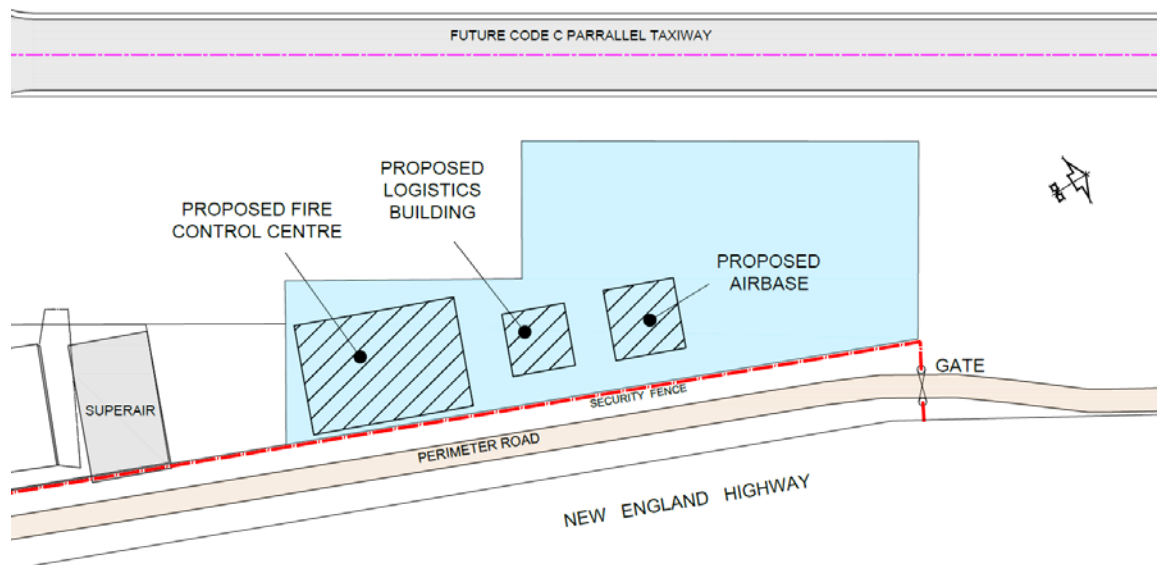 FUTURE CODE C PARRALLEL TAXIWAY
PROPOSED
LOGISTICS
BUILDING
PROPOSED FIRE
CONTROL CENTRE
PROPOSED
AIRBASE
GATE
SUPERAIR
SECURITY FENCE
PERIMETER ROAD
NEW ENGLAND HIGHWAY